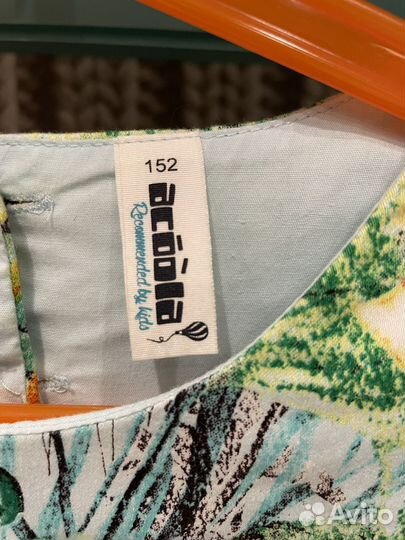 152
acoola
Recommended by kids
Avito